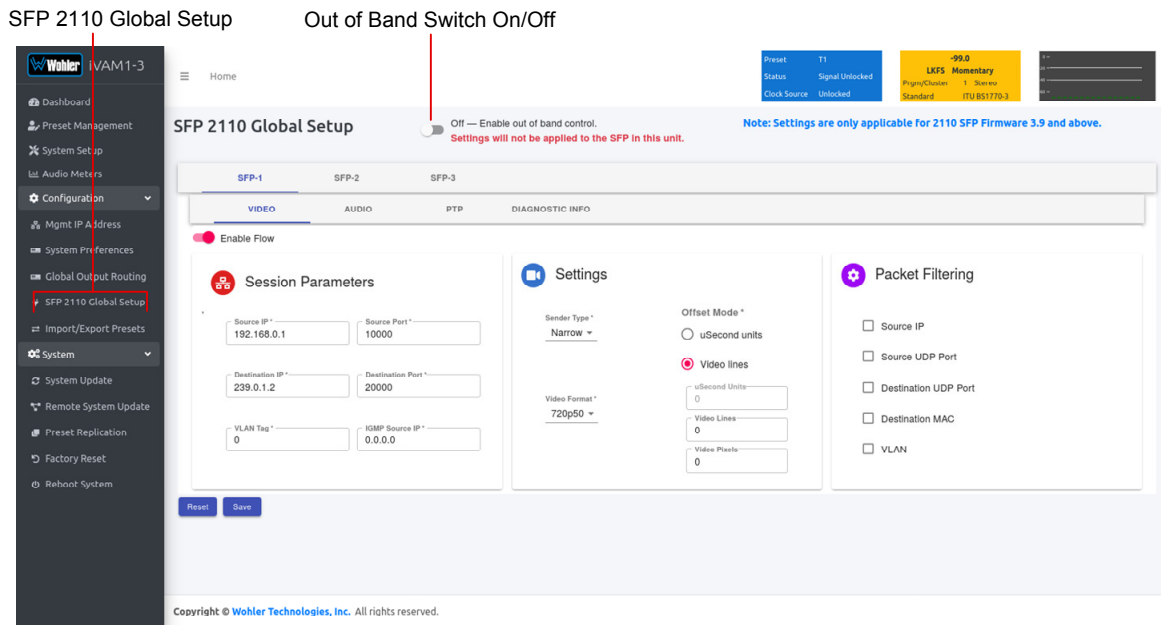 SFP 2110 Global Setup
Out of Band Switch On/Off
Wohler iVAM1-3
Home
Preset T1
Status Signal Unlocked
Clock Source Unlocked
-99.0
LKFS Momentary
Prgm/Cluster 1 Stereo
Standard ITU BS1770-3
Dashboard
Preset Management
System Setup
Audio Meters
Configuration
Mgmt IP Address
System Preferences
Global Output Routing
SFP 2110 Global Setup
Import/Export Presets
System
System Update
Remote System Update
Preset Replication
Factory Reset
Reboot System
SFP 2110 Global Setup
Off — Enable out of band control.
Settings will not be applied to the SFP in this unit.
Note: Settings are only applicable for 2110 SFP Firmware 3.9 and above.
SFP-1 SFP-2 SFP-3
VIDEO AUDIO PTP DIAGNOSTIC INFO
Enable Flow
Session Parameters
Source IP *
192.168.0.1
Source Port *
10000
Destination IP *
239.0.1.2
Destination Port *
20000
VLAN Tag *
0
IGMP Source IP *
0.0.0.0
Settings
Sender Type *
Narrow
Video Format *
720p50
Offset Mode *
uSecond units
Video lines
uSecond Units
0
Video Lines
0
Video Pixels
0
Packet Filtering
Source IP
Source UDP Port
Destination UDP Port
Destination MAC
VLAN
Reset Save
Copyright © Wohler Technologies, Inc. All rights reserved.